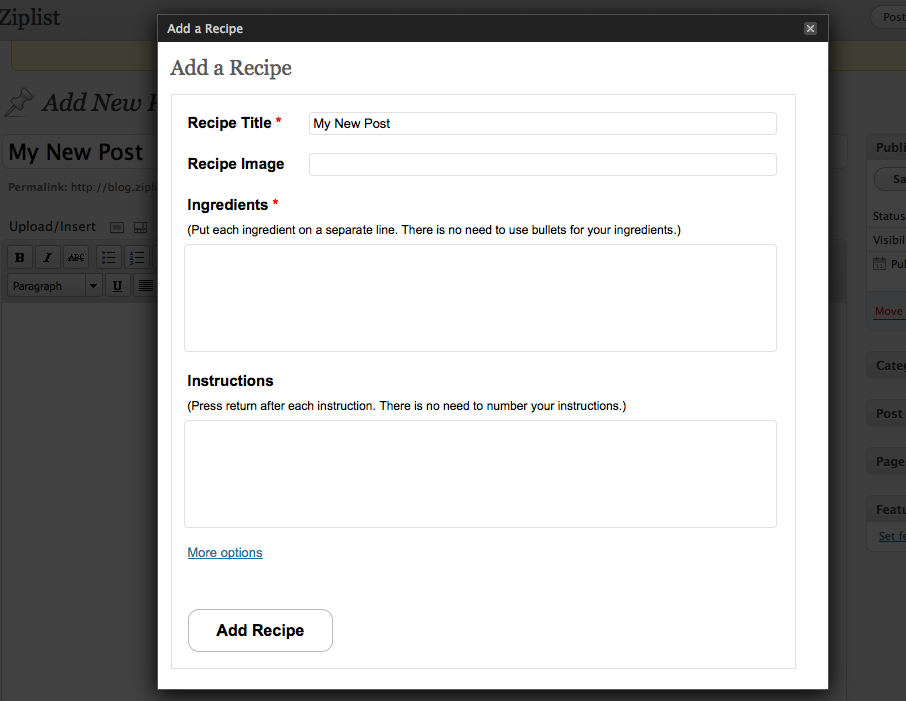 Ziplist
Post
Add a Recipe
Add a Recipe
Add New
My New Post
Permalink: http://blog.zipli
Upload/Insert
B I ABC
Paragraph U
Recipe Title * My New Post
Recipe Image
Ingredients *
(Put each ingredient on a separate line. There is no need to use bullets for your ingredients.)
Instructions
(Press return after each instruction. There is no need to number your instructions.)
More options
Add Recipe
Publi
Sa
Status
Visibil
Pul
Move
Cate
Post
Page
Featu
Set fe